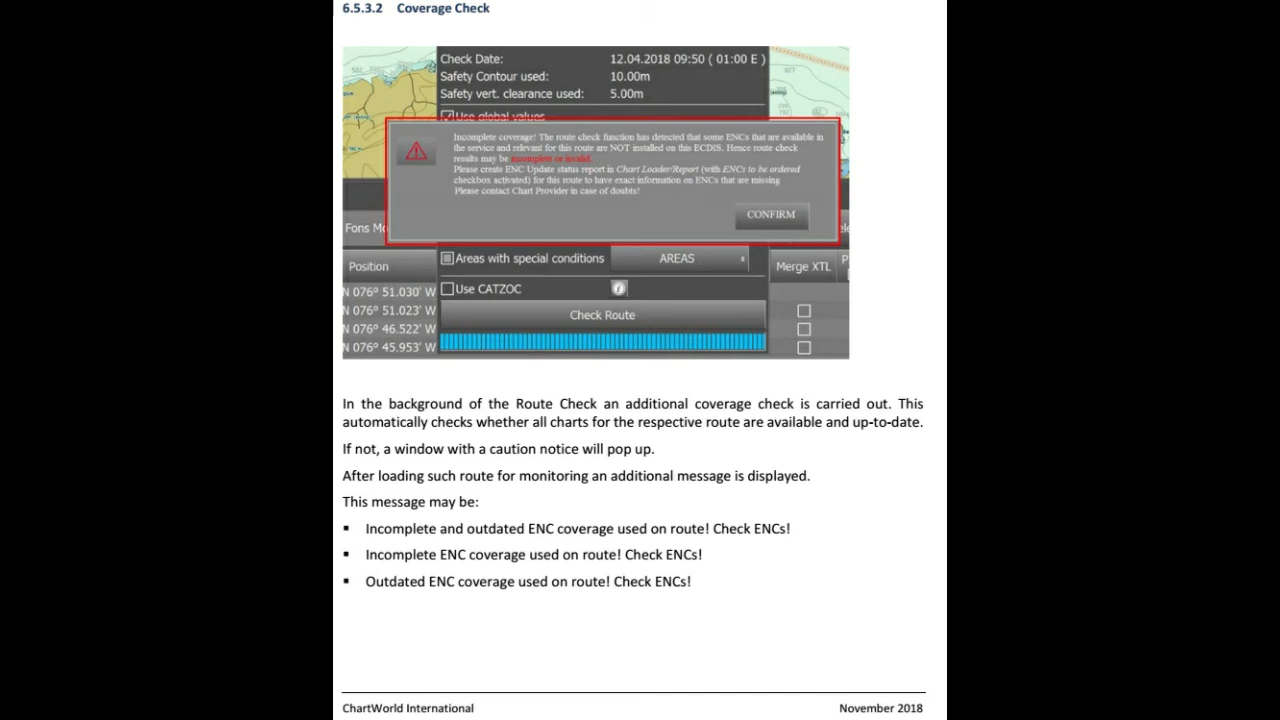 6.5.3.2 Coverage Check
Check Date: 12.04.2018 09:50 ( 01:00 E )
Safety Contour used: 10.00m
Safety vert. clearance used: 5.00m
Use global values
Incomplete coverage! The route check function has detected that some ENCs that are available in
the service and relevant for this route are NOT installed on this ECDIS. Hence route check
results may be incomplete or invalid.
Please create ENC Update status report in Chart Loader/Report (with ENCs to be ordered
checkbox activated) for this route to have exact information on ENCs that are missing
Please contact Chart Provider in case of doubts!
CONFIRM
Fons
Areas with special conditions AREAS
Position Merge XTL
Use CATZOC
N 076° 51.030' W
Check Route
N 076° 51.023' W
N 076° 46.522' W
N 076° 45.953' W
In the background of the Route Check an additional coverage check is carried out. This
automatically checks whether all charts for the respective route are available and up-to-date.
If not, a window with a caution notice will pop up.
After loading such route for monitoring an additional message is displayed.
This message may be:
▪ Incomplete and outdated ENC coverage used on route! Check ENCs!
▪ Incomplete ENC coverage used on route! Check ENCs!
▪ Outdated ENC coverage used on route! Check ENCs!
ChartWorld International November 2018